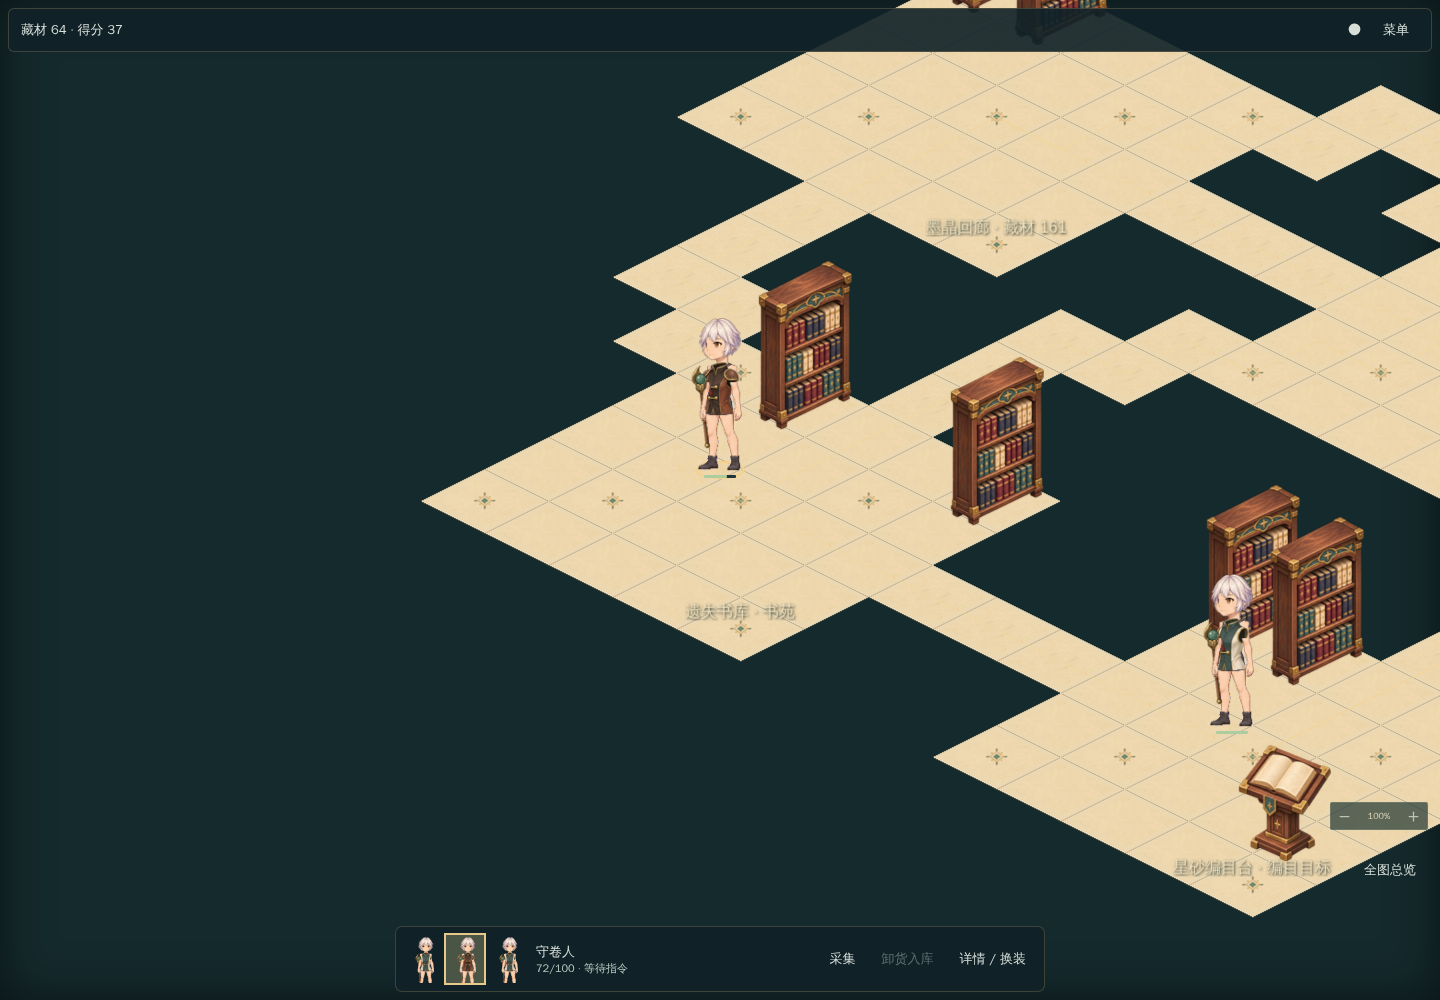 藏材 64 · 得分 37
菜单
墨晶回廊 · 藏材 161
遗失书库 · 书苑
100%
星砂编目台 · 编目目标
全图总览
守卷人
72/100 · 等待指令
采集
卸货入库
详情 / 换装